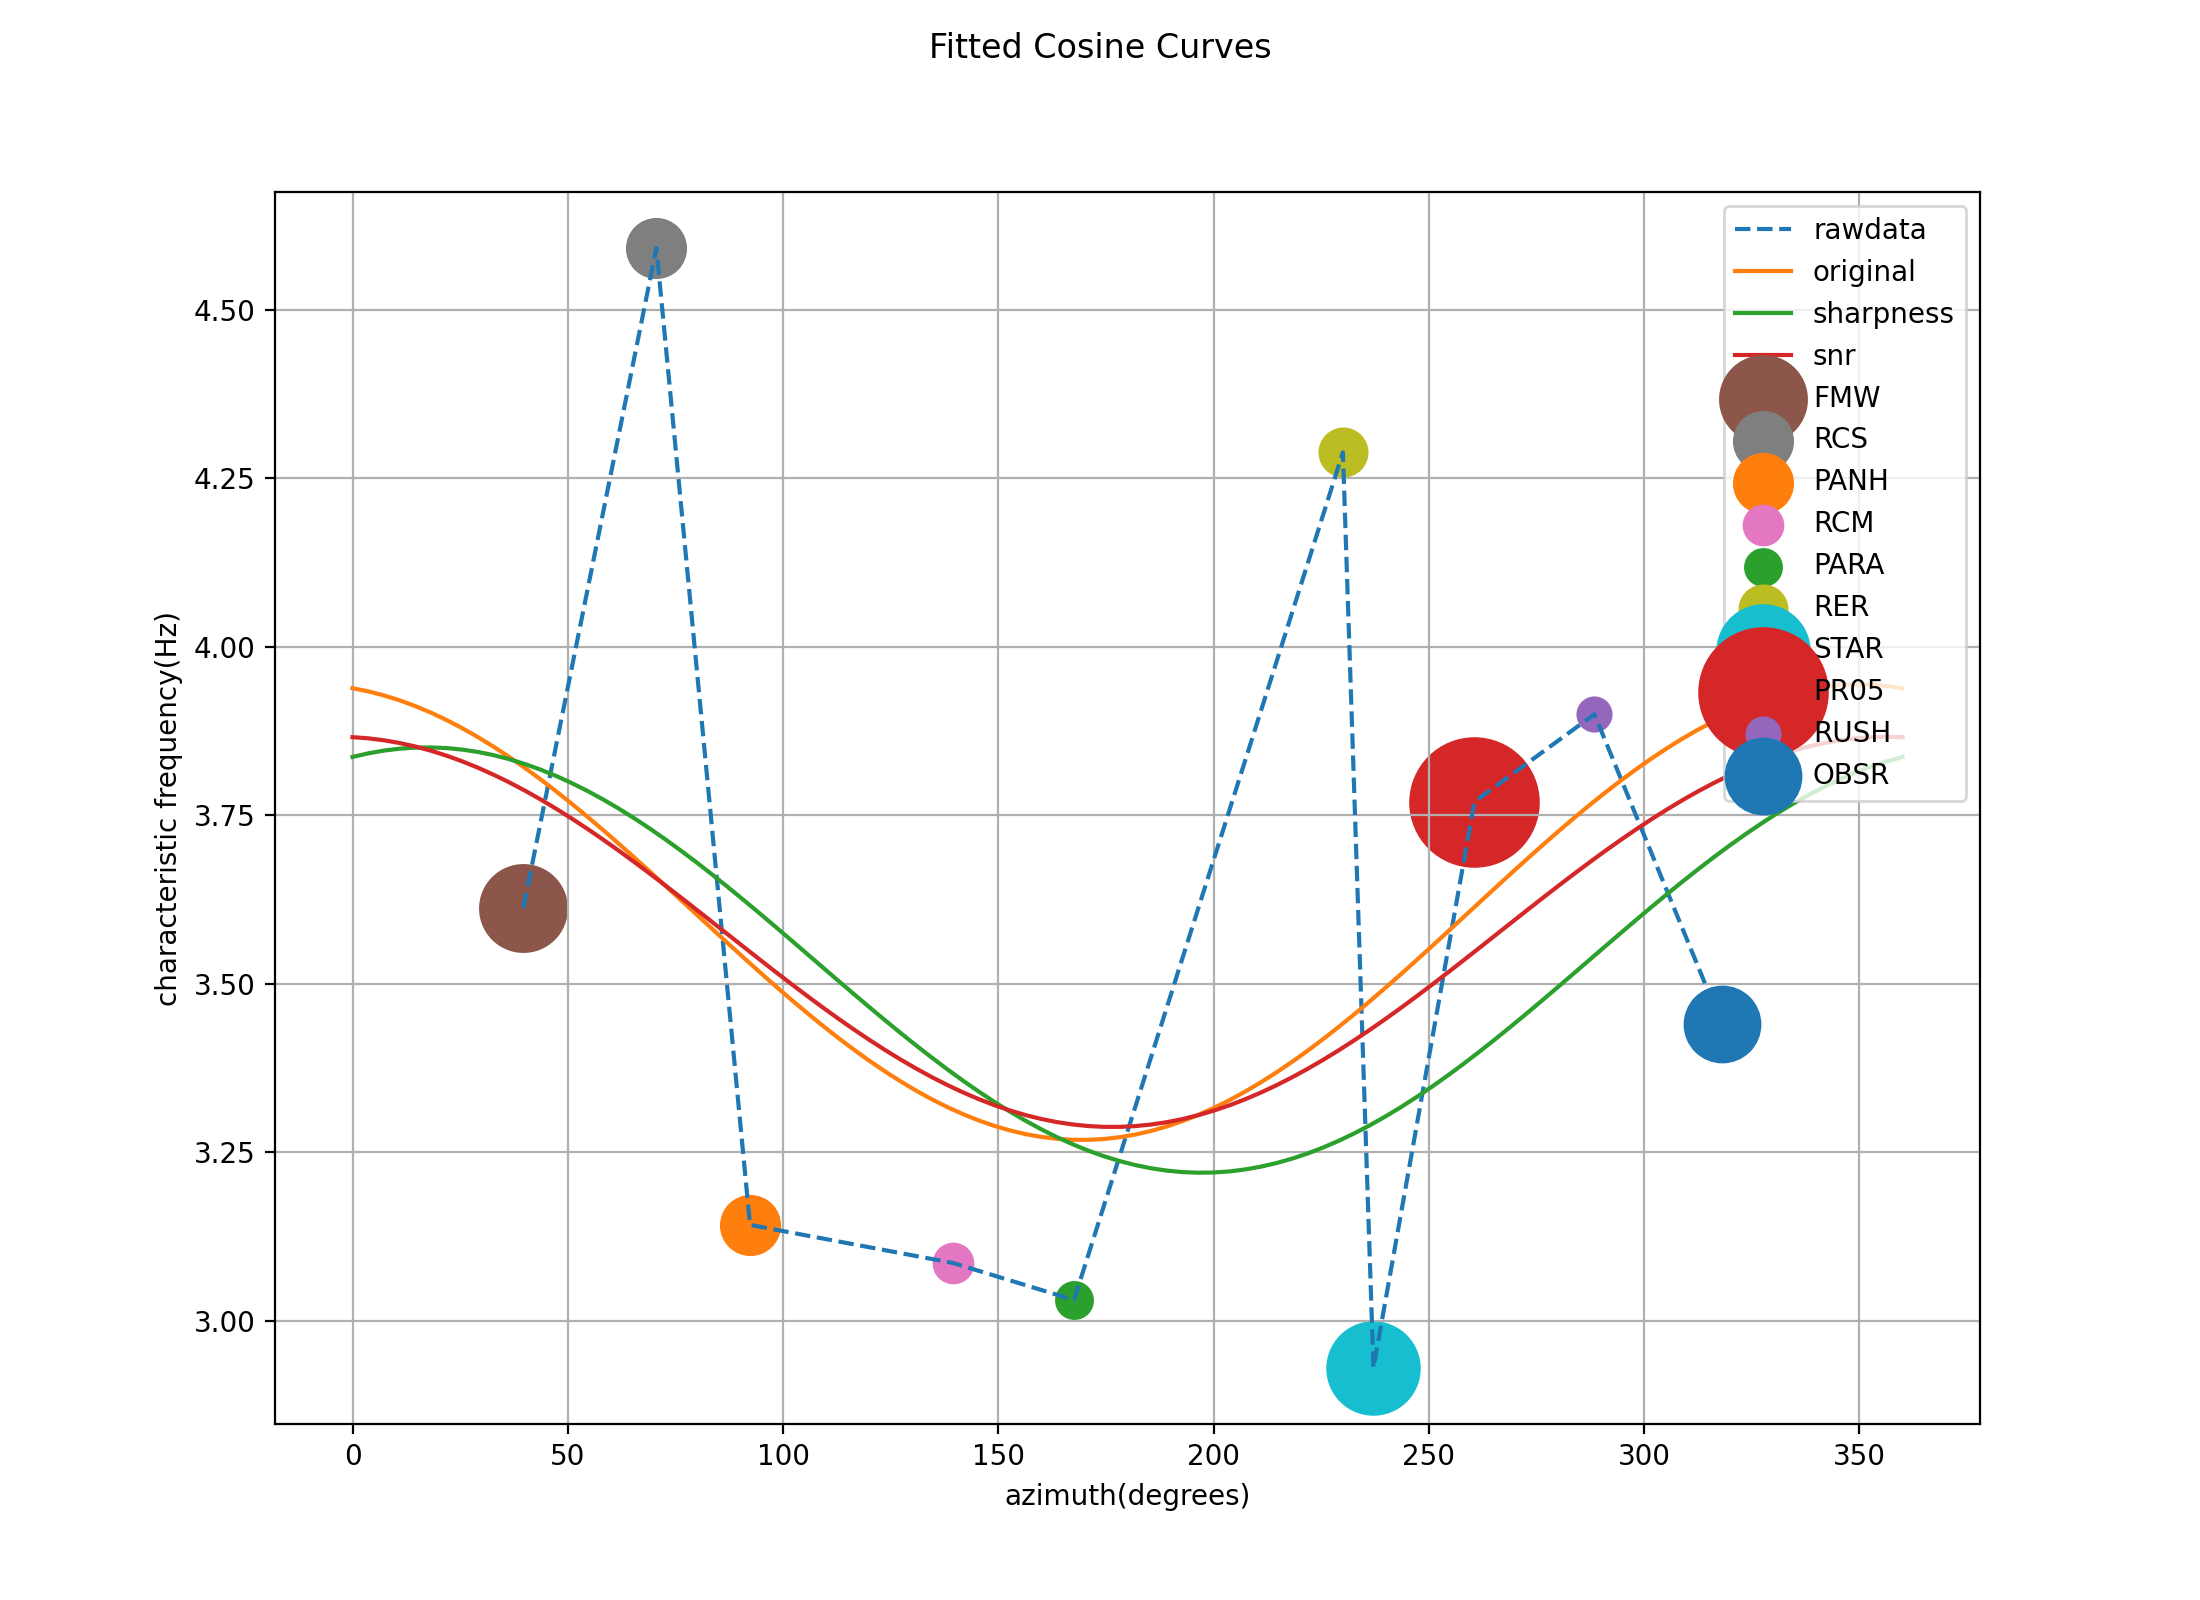 Fitted Cosine Curves
rawdata
original
sharpness
snr
FMW
RCS
PANH
RCM
PARA
RER
STAR
PR05
RUSH
OBSR
4.50
4.25
4.00
3.75
3.50
3.25
3.00
characteristic frequency(Hz)
0 50 100 150 200 250 300 350
azimuth(degrees)